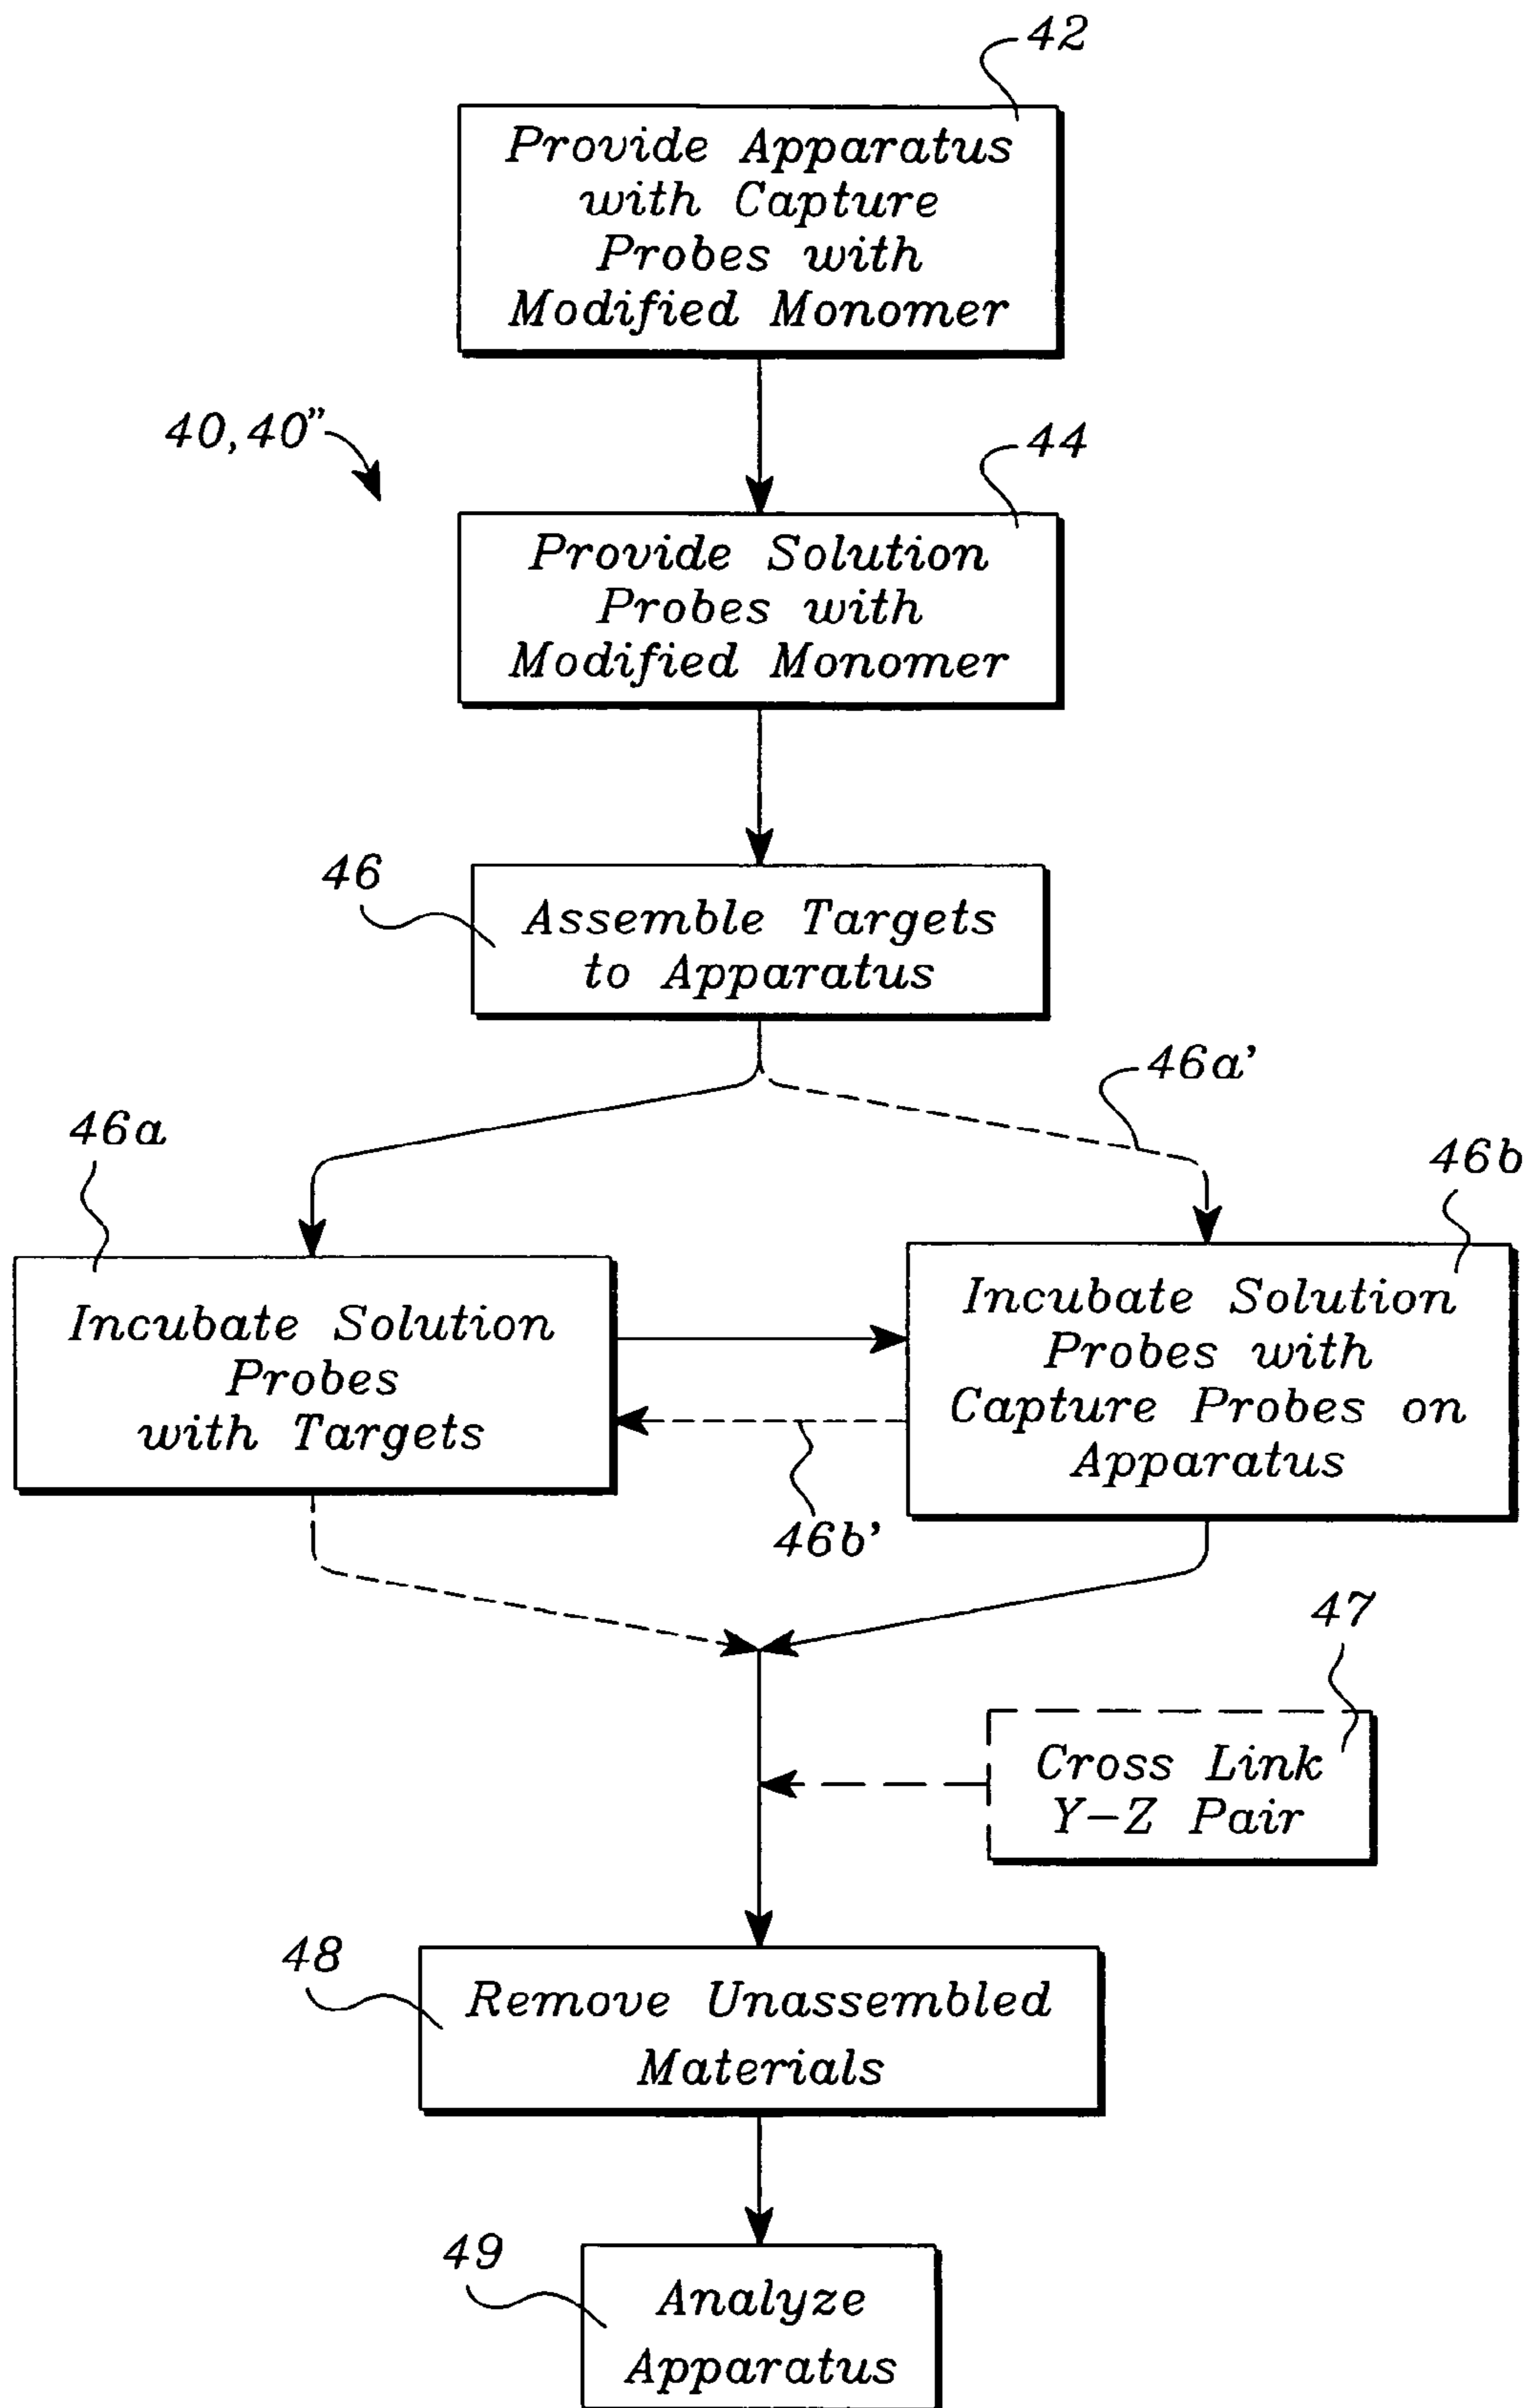 42
Provide Apparatus
with Capture
Probes with
Modified Monomer
40,40”
44
Provide Solution
Probes with
Modified Monomer
46
Assemble Targets
to Apparatus
46a’
46a
46b
Incubate Solution
Probes
with Targets
Incubate Solution
Probes with
Capture Probes on
Apparatus
46b’
47
Cross Link
Y-Z Pair
48
Remove Unassembled
Materials
49
Analyze
Apparatus